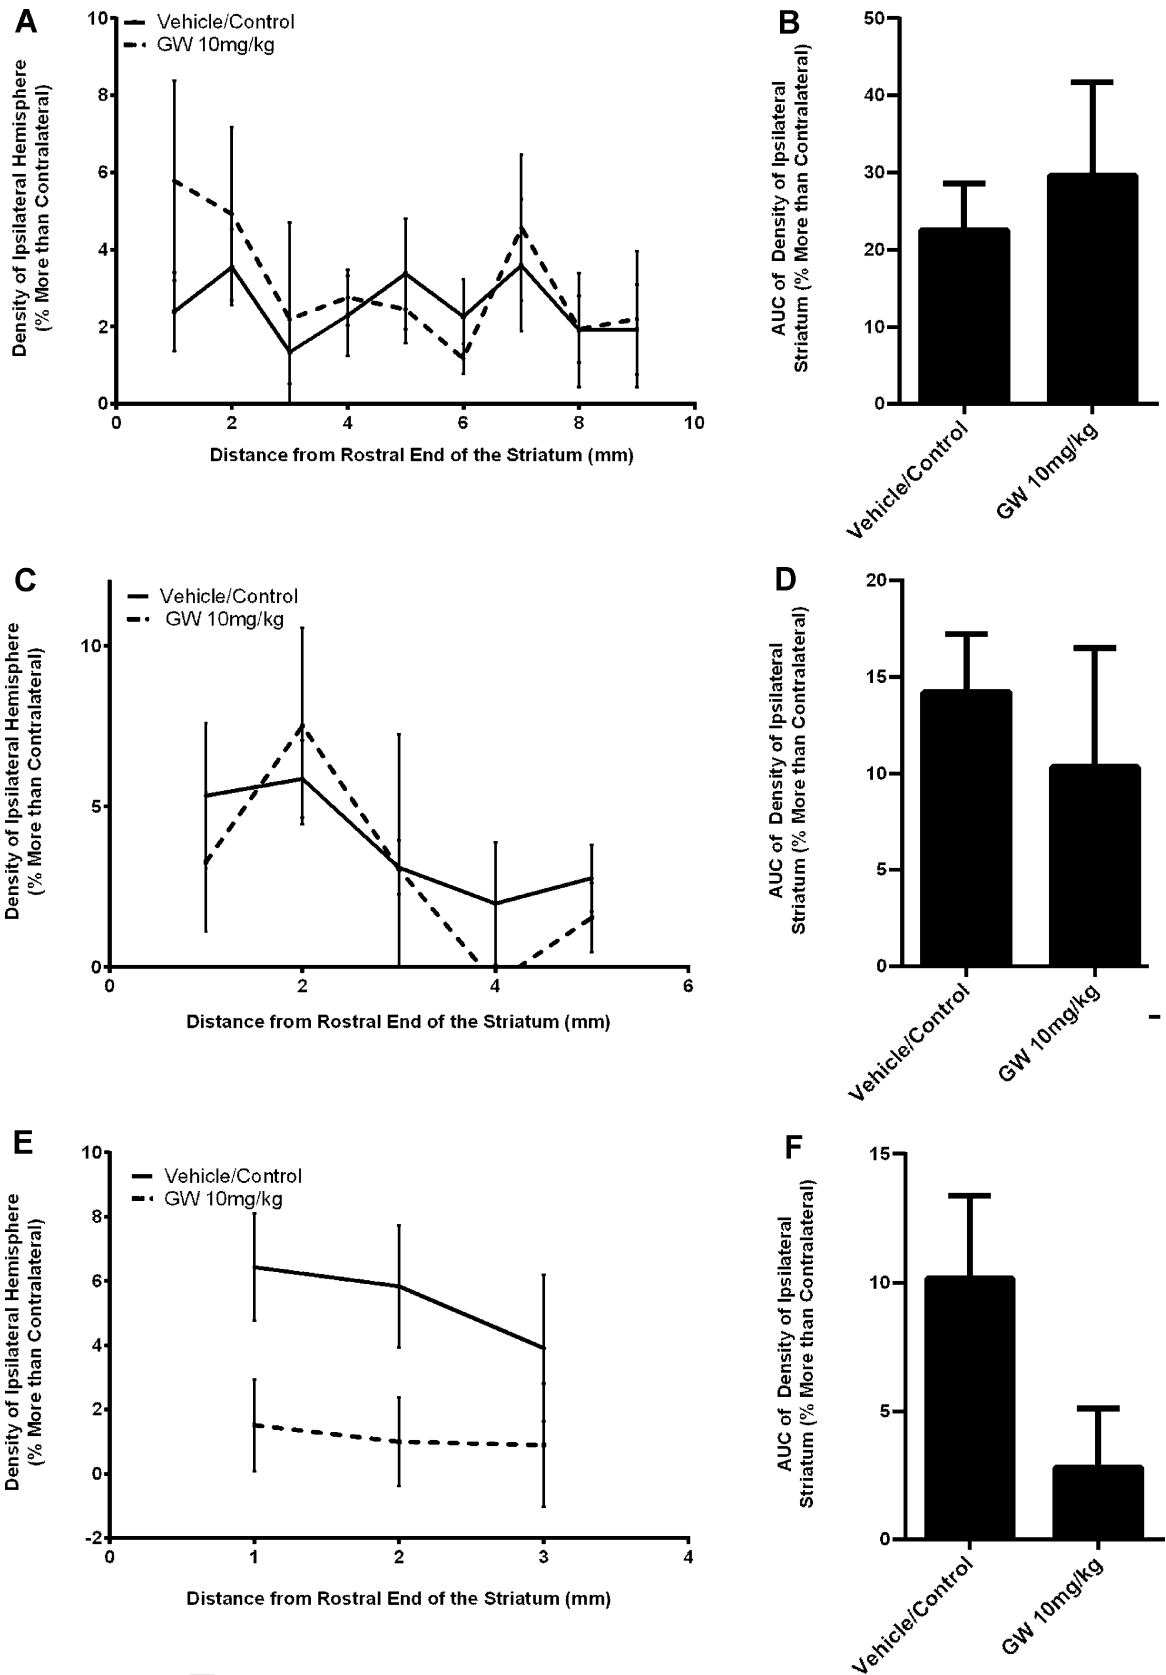 A
Vehicle/Control
GW 10mg/kg
Density of Ipsilateral Hemisphere
(% More than Contralateral)
10
8
6
4
2
0
0 2 4 6 8 10
Distance from Rostral End of the Striatum (mm)
B
AUC of Density of Ipsilateral
Striatum (% More than Contralateral)
50
40
30
20
10
0
Vehicle/Control
GW 10mg/kg
C
Vehicle/Control
GW 10mg/kg
Density of Ipsilateral Hemisphere
(% More than Contralateral)
10
5
0
0 2 4 6
Distance from Rostral End of the Striatum (mm)
D
AUC of Density of Ipsilateral
Striatum (% More than Contralateral)
20
15
10
5
0
Vehicle/Control
GW 10mg/kg
E
Vehicle/Control
GW 10mg/kg
Density of Ipsilateral Hemisphere
(% More than Contralateral)
10
8
6
4
2
0
-2
0 1 2 3 4
Distance from Rostral End of the Striatum (mm)
F
AUC of Density of Ipsilateral
Striatum (% More than Contralateral)
15
10
5
0
Vehicle/Control
GW 10mg/kg